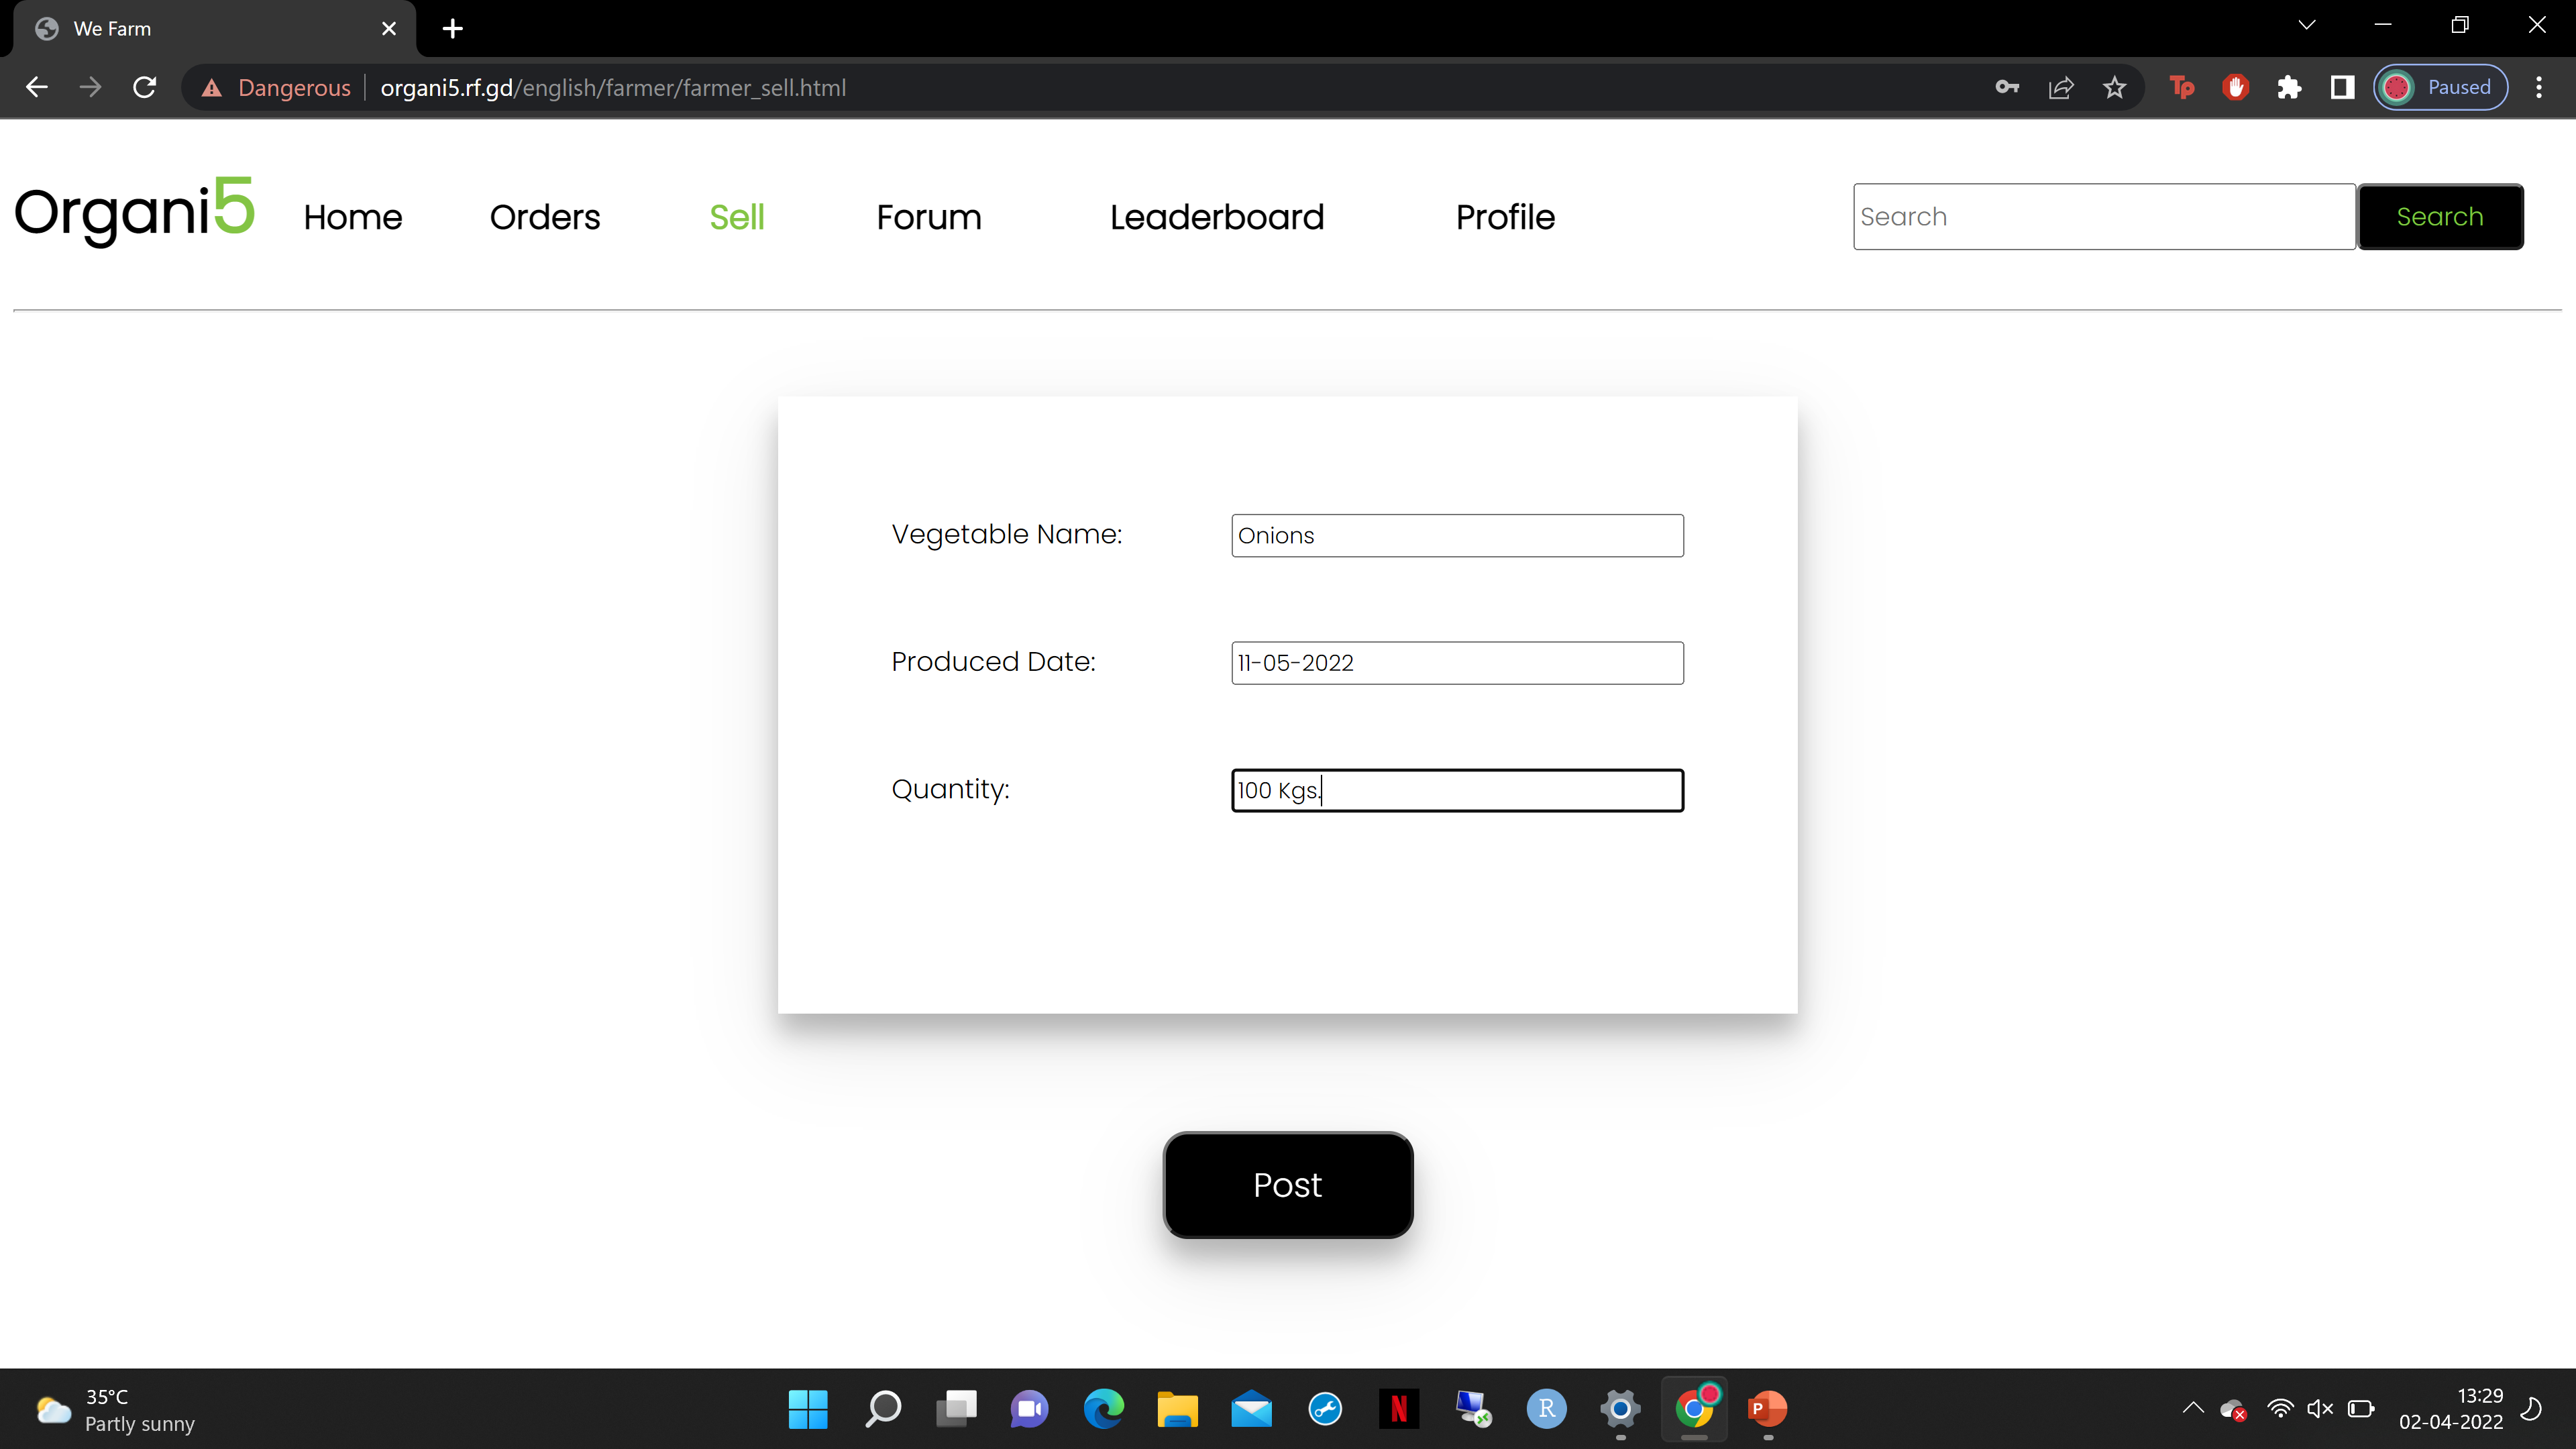 We Farm
Dangerous organi5.rf.gd/english/farmer/farmer_sell.html Tp Paused
Organi5 Home Orders Sell Forum Leaderboard Profile Search Search
Vegetable Name: Onions
Produced Date: 11-05-2022
Quantity: 100 Kgs.
Post
35°C
Partly sunny
N
R
P
13:29
02-04-2022